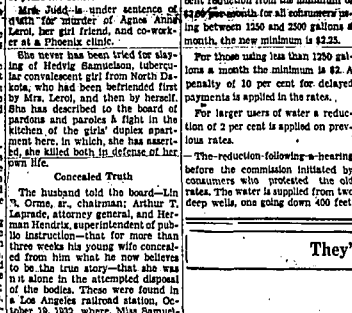 Mrs. Judd is under sentence of
death for murder of Agnes Anne
Leroi, her girl friend, and co-work-
er at a Phoenix clinic.
She never has been tried for slay-
ing of Hedvig Samuelson, tubercu-
lar convalescent girl from North Da-
kota, who had been befriended first
by Mrs. Leroi, and then by herself.
She has described to the board of
pardons and paroles a fight in the
kitchen of the girls' duplex apart-
ment here, in which, she has assert-
ed, she killed both in defense of her
own life.
Concealed Truth
The husband told the board—Lin
B. Orme, sr., chairman; Arthur T.
Laprade, attorney general, and Her-
man Hendrix, superintendent of pub-
lic instruction—that for more than
three weeks his young wife conceal-
ed from him what he now believes
to be the true story—that she was
not alone in the attempted disposal
of the bodies. These were found in
a Los Angeles railroad station, Octo-
ber 19, where, Miss Samuel-
cent reduction from the minimum of
per month for all consumers us-
ing between 1250 and 2500 gallons a
month, the new minimum is $2.25.
For those using less than 1250 gal-
lons a month the minimum is $2. A
penalty of 10 per cent for delayed
payments is applied in the rates.
For larger users of water a reduc-
tion of 2 per cent is applied on prev-
ious rates.
—The reduction following a hearing
before the commission initiated by
consumers who protested the old
rates. The water is supplied from two
deep wells, one going down 400 feet
They'